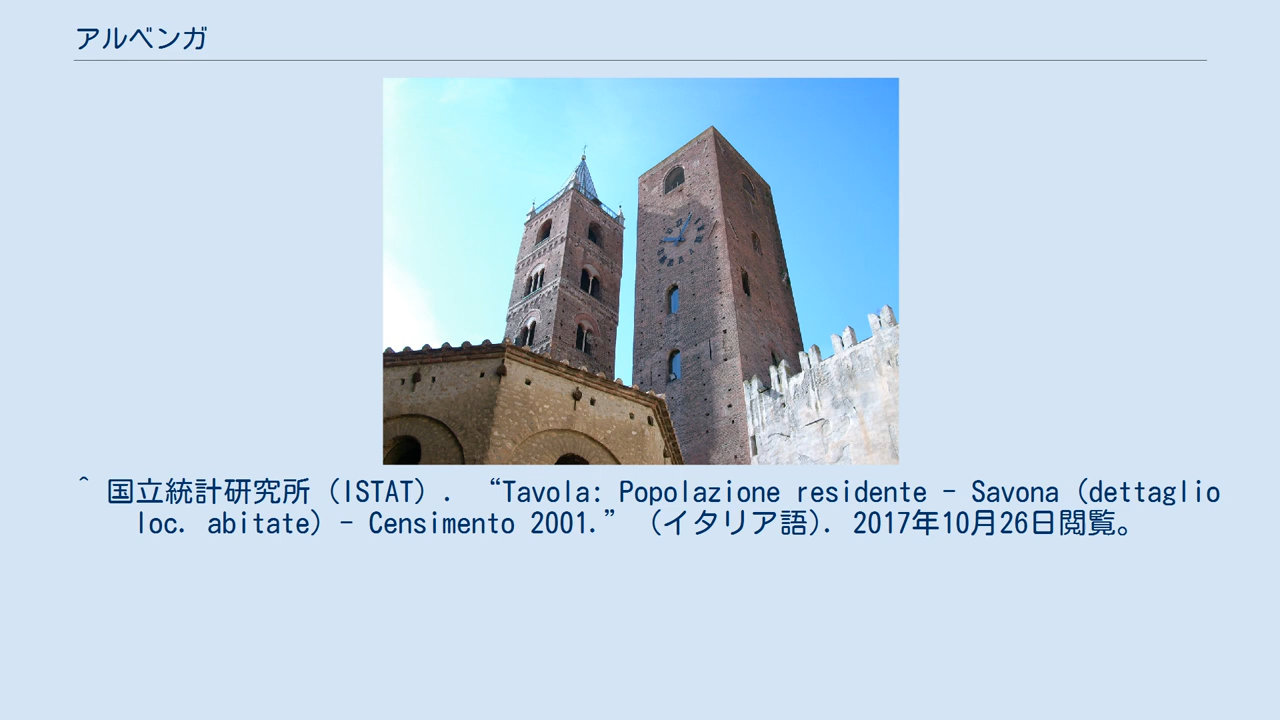 アルベンガ
^ 国立統計研究所 (ISTAT). “Tavola: Popolazione residente - Savona (dettaglio
loc. abitate) - Censimento 2001.” (イタリア語). 2017年10月26日閲覧。